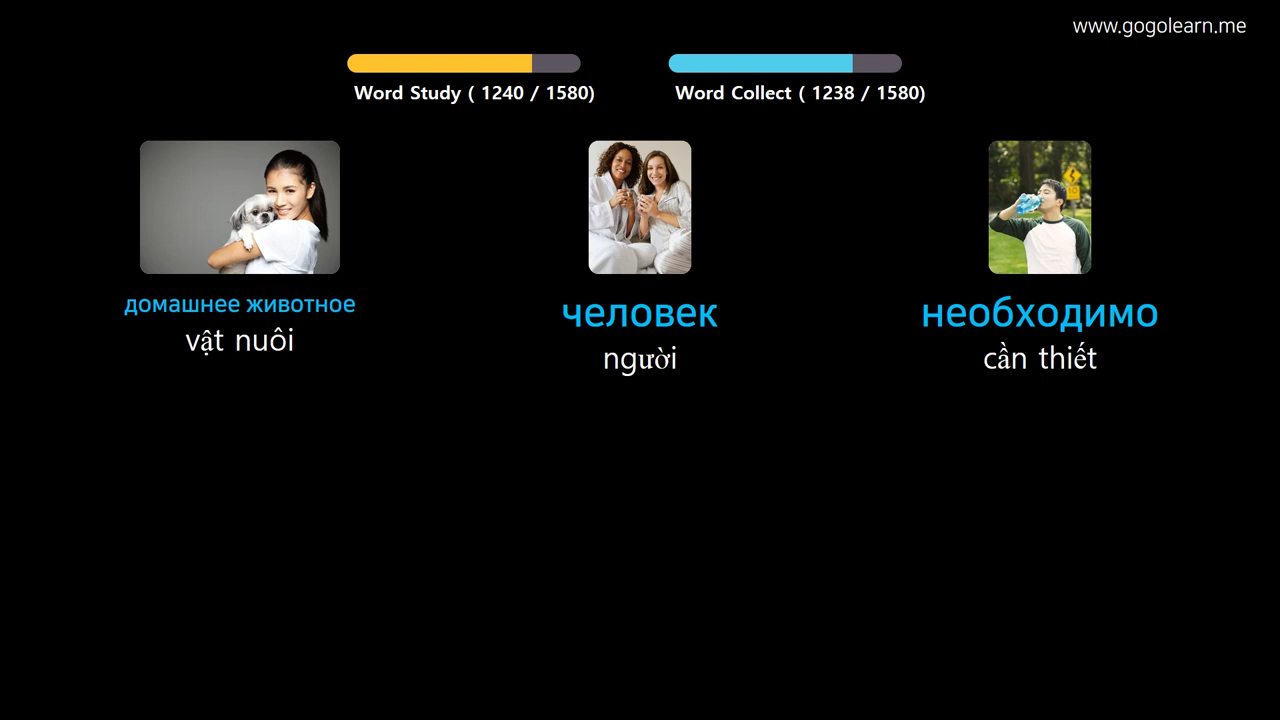 www.gogolearn.me
Word Study ( 1240 / 1580)
Word Collect ( 1238 / 1580)
домашнее животное
vật nuôi
человек
người
необходимо
cần thiết